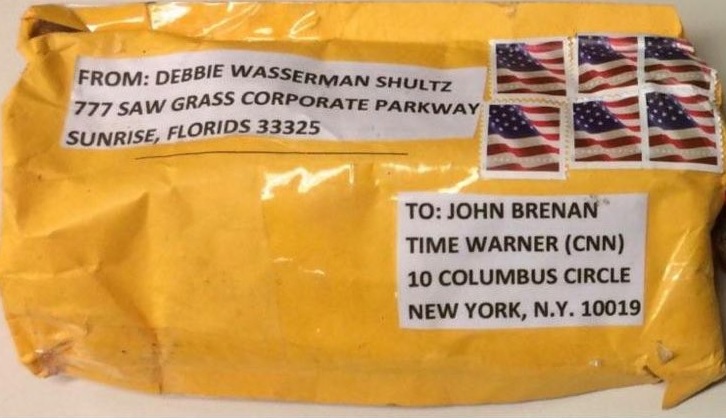 FROM: DEBBIE WASSERMAN SHULTZ
777 SAW GRASS CORPORATE PARKWAY
SUNRISE, FLORIDS 33325
TO: JOHN BRENAN
TIME WARNER (CNN)
10 COLUMBUS CIRCLE
NEW YORK, N.Y. 10019